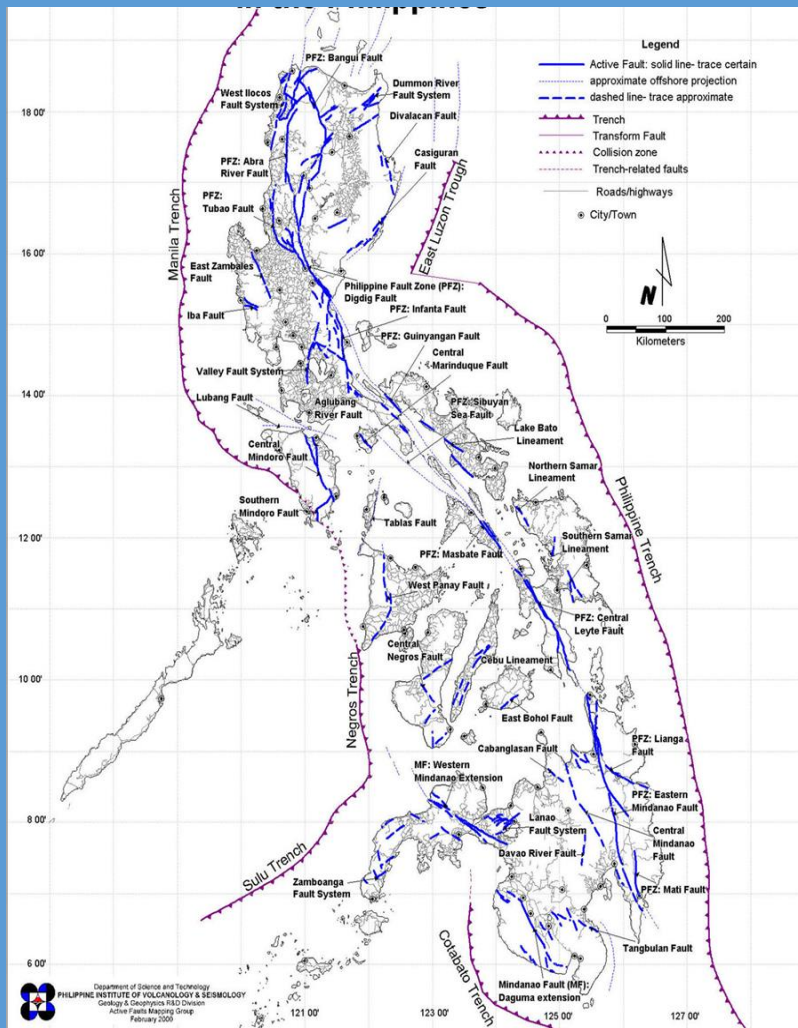 in the Philippines
PFZ: Bangui Fault
West Ilocos
Fault System
Dummon River
Fault System
Divalacan Fault
18 00'
PFZ: Abra
River Fault
Casiguran
Fault
PFZ:
Tubao Fault
Manila Trench
East Luzon Trough
16 00'
East Zambales
Fault
Philippine Fault Zone (PFZ):
Digdig Fault
Iba Fault
PFZ: Infanta Fault
PFZ: Guinyangan Fault
Central
Marinduque Fault
Valley Fault System
14 00'
Lubang Fault
Aglubang
River Fault
PFZ:Sibuyan
Sea Fault
Lake Bato
Lineament
Central
Mindoro Fault
Northern Samar
Lineament
Southern
Mindoro Fault
Tablas Fault
Philippine Trench
12 00'
Southern Samar
Lineament
PFZ: Masbate Fault
West Panay Fault
PFZ: Central
Leyte Fault
Central
Negros Fault
Cebu Lineament
10 00'
Negros Trench
East Bohol Fault
PFZ: Lianga
Fault
Cabanglasan Fault
MF: Western
Mindanao Extension
PFZ: Eastern
Mindanao Fault
8 00'
Lanao
Fault System
Central
Mindanao
Fault
Davao River Fault
Sulu Trench
Zamboanga
Fault System
PFZ: Mati Fault
Cotabato Trench
Tangbulan Fault
6 00'
Mindanao Fault (MF):
Daguma extension
121 00'
123 00'
125 00'
127 00'
Legend
Active Fault: solid line- trace certain
approximate offshore projection
dashed line- trace approximate
Trench
Transform Fault
Collision zone
Trench-related faults
Roads/highways
City/Town
N
0 50 100 200
Kilometers
Department of Science and Technology
PHILIPPINE INSTITUTE OF VOLCANOLOGY & SEISMOLOGY
Geology & Geophysics R&D Division
Active Faults Mapping Group
February 2000